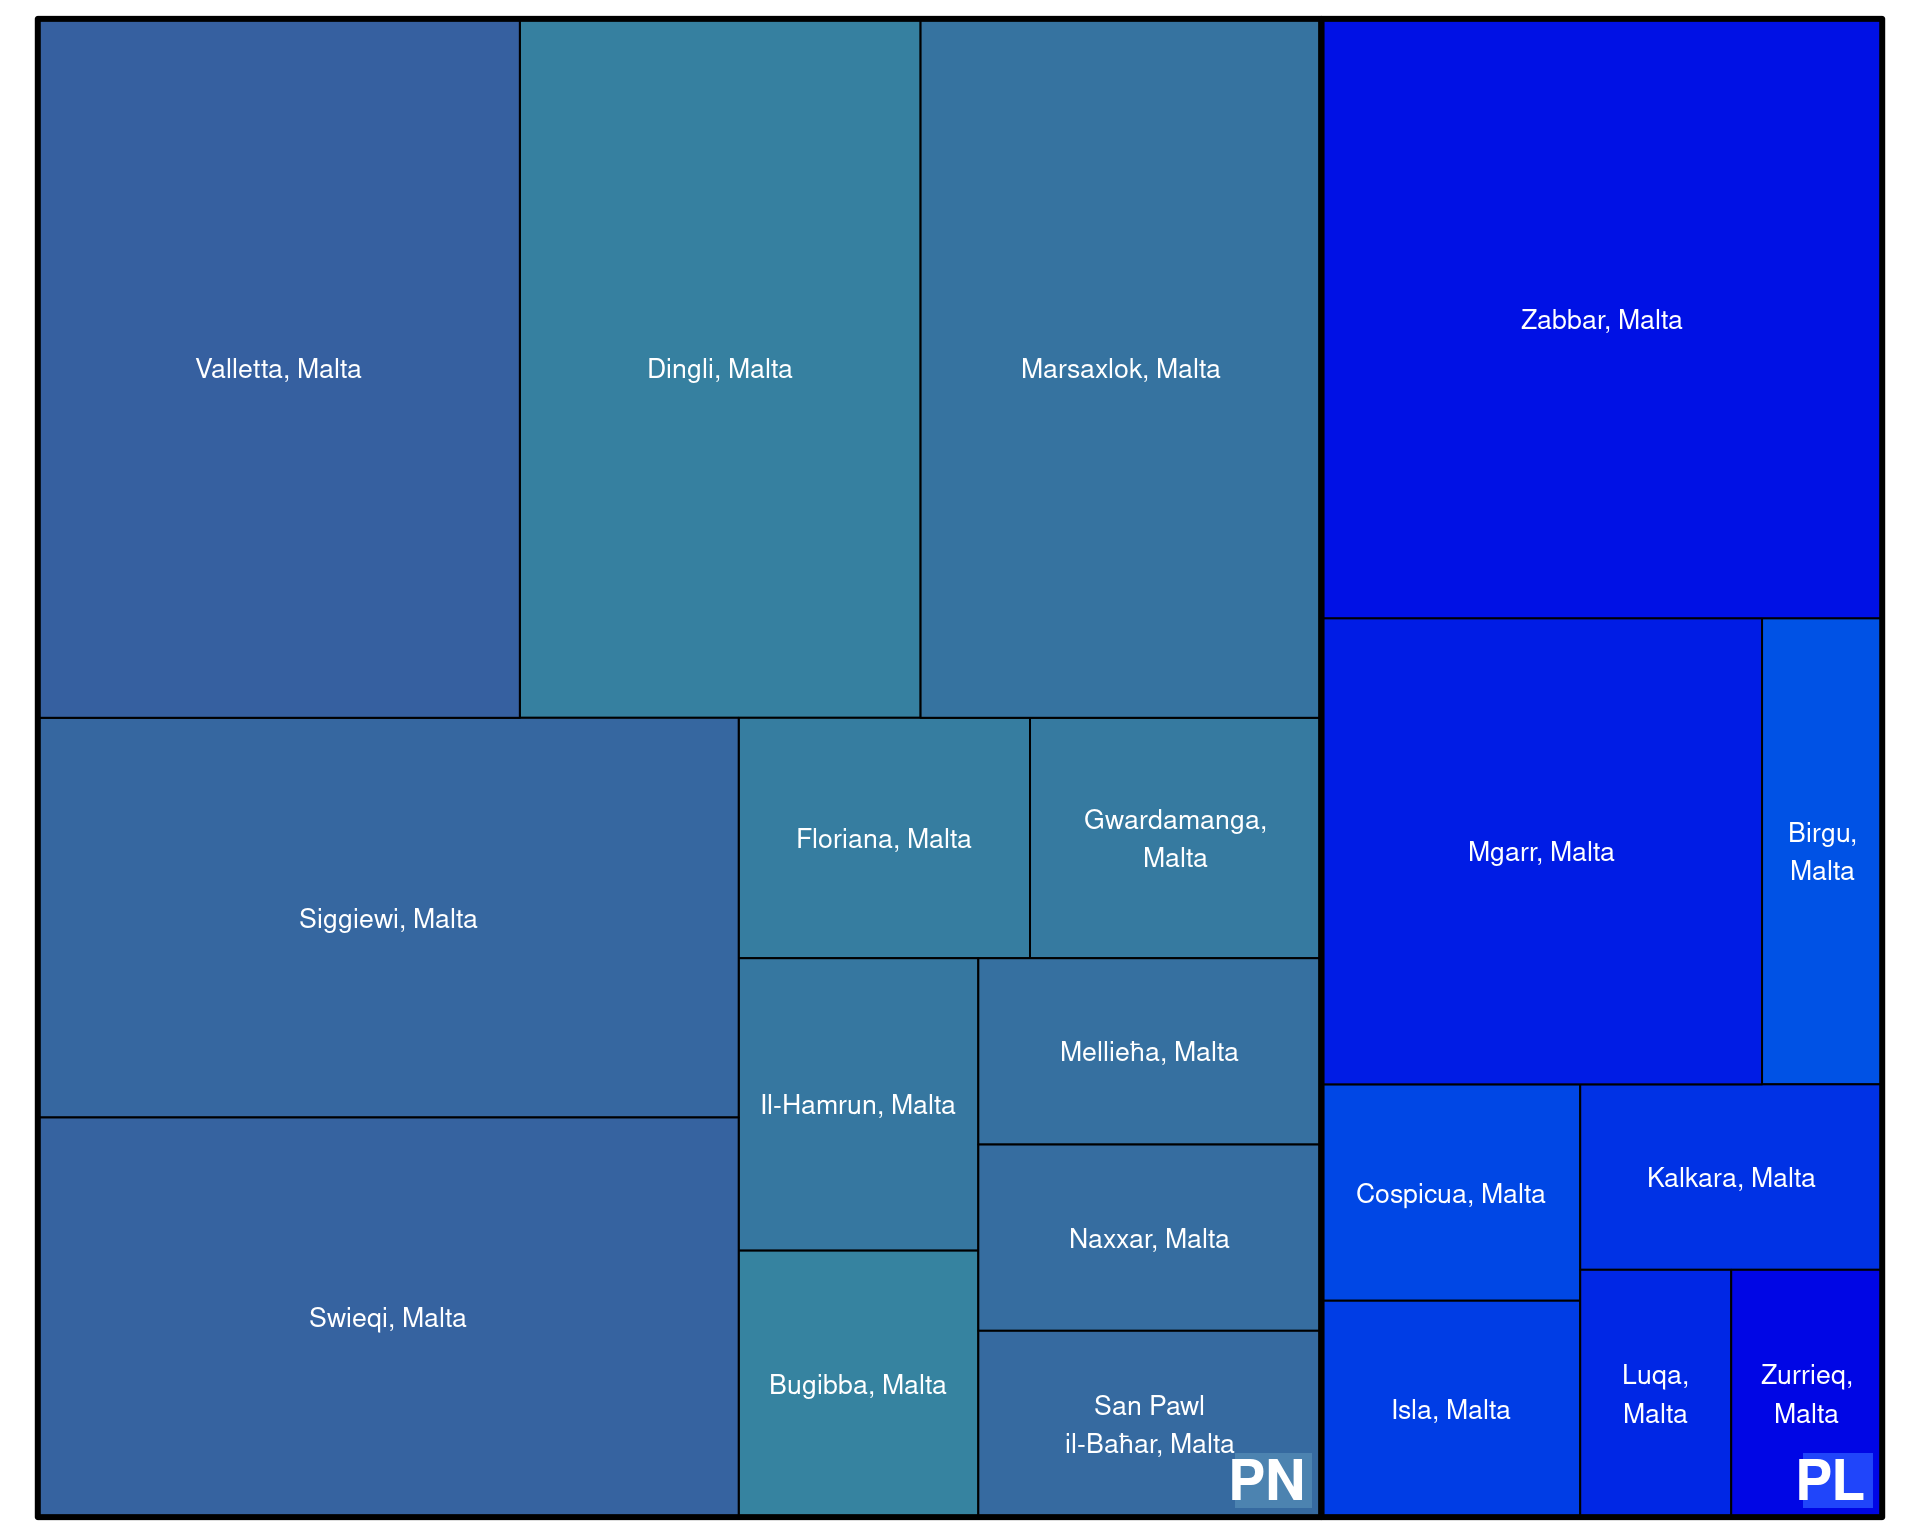 Valletta, Malta
Dingli, Malta
Marsaxlok, Malta
Zabbar, Malta
Siggiewi, Malta
Floriana, Malta
Gwardamanga,
Malta
Mgarr, Malta
Birgu,
Malta
Il-Hamrun, Malta
Mellieħa, Malta
Naxxar, Malta
Cospicua, Malta
Kalkara, Malta
Swieqi, Malta
Bugibba, Malta
San Pawl
il-Baħar, Malta
Isla, Malta
Luqa,
Malta
Zurrieq,
Malta
PN
PL